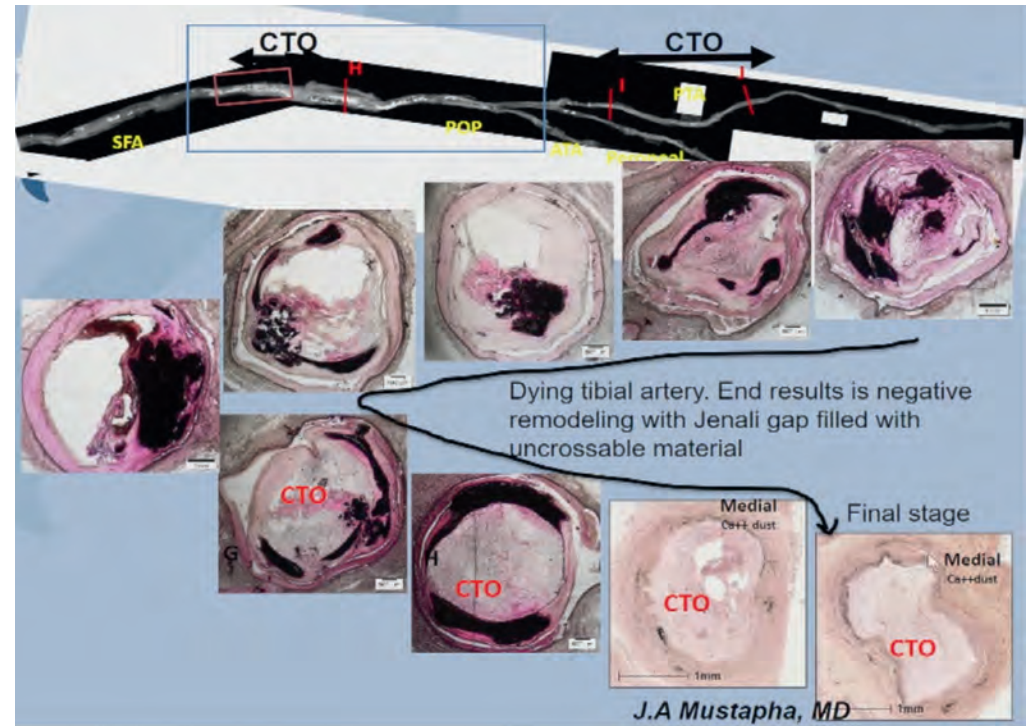 CTO
CTO
H
I
J
PTA
SFA
POP
ATA
Peroneal
Dying tibial artery. End results is negative
remodeling with Jenali gap filled with
uncrossable material
CTO
G
H
CTO
Medial
Ca++ dust
CTO
1mm
Final stage
Medial
Ca++dust
CTO
1mm
J.A Mustapha, MD